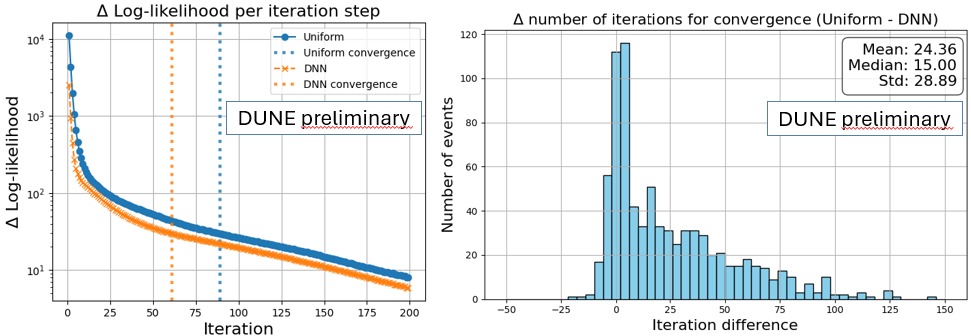 Δ Log-likelihood per iteration step
Δ Log-likelihood
10⁴
10³
10²
10¹
Uniform
Uniform convergence
DNN
DNN convergence
DUNE preliminary
0 25 50 75 100 125 150 175 200
Iteration
Δ number of iterations for convergence (Uniform - DNN)
Number of events
120
100
80
60
40
20
0
Mean: 24.36
Median: 15.00
Std: 28.89
DUNE preliminary
−50 −25 0 25 50 75 100 125 150
Iteration difference